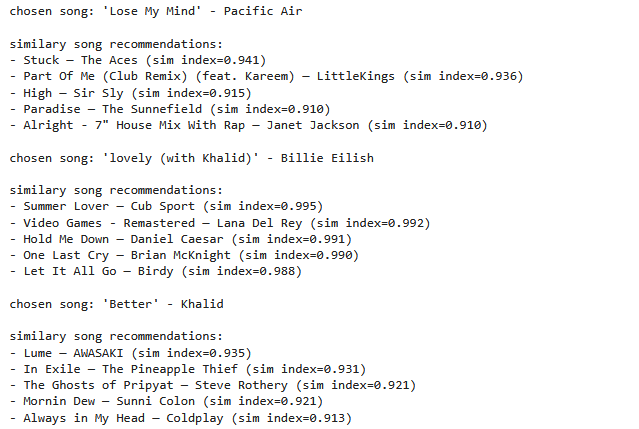 chosen song: 'Lose My Mind' - Pacific Air
similary song recommendations:
- Stuck – The Aces (sim index=0.941)
- Part Of Me (Club Remix) (feat. Kareem) – LittleKings (sim index=0.936)
- High – Sir Sly (sim index=0.915)
- Paradise – The Sunnefield (sim index=0.910)
- Alright - 7" House Mix With Rap – Janet Jackson (sim index=0.910)
chosen song: 'lovely (with Khalid)' - Billie Eilish
similary song recommendations:
- Summer Lover – Cub Sport (sim index=0.995)
- Video Games - Remastered – Lana Del Rey (sim index=0.992)
- Hold Me Down – Daniel Caesar (sim index=0.991)
- One Last Cry – Brian McKnight (sim index=0.990)
- Let It All Go – Birdy (sim index=0.988)
chosen song: 'Better' - Khalid
similary song recommendations:
- Lume – AWASAKI (sim index=0.935)
- In Exile – The Pineapple Thief (sim index=0.931)
- The Ghosts of Pripyat – Steve Rothery (sim index=0.921)
- Mornin Dew – Sunni Colon (sim index=0.921)
- Always in My Head – Coldplay (sim index=0.913)